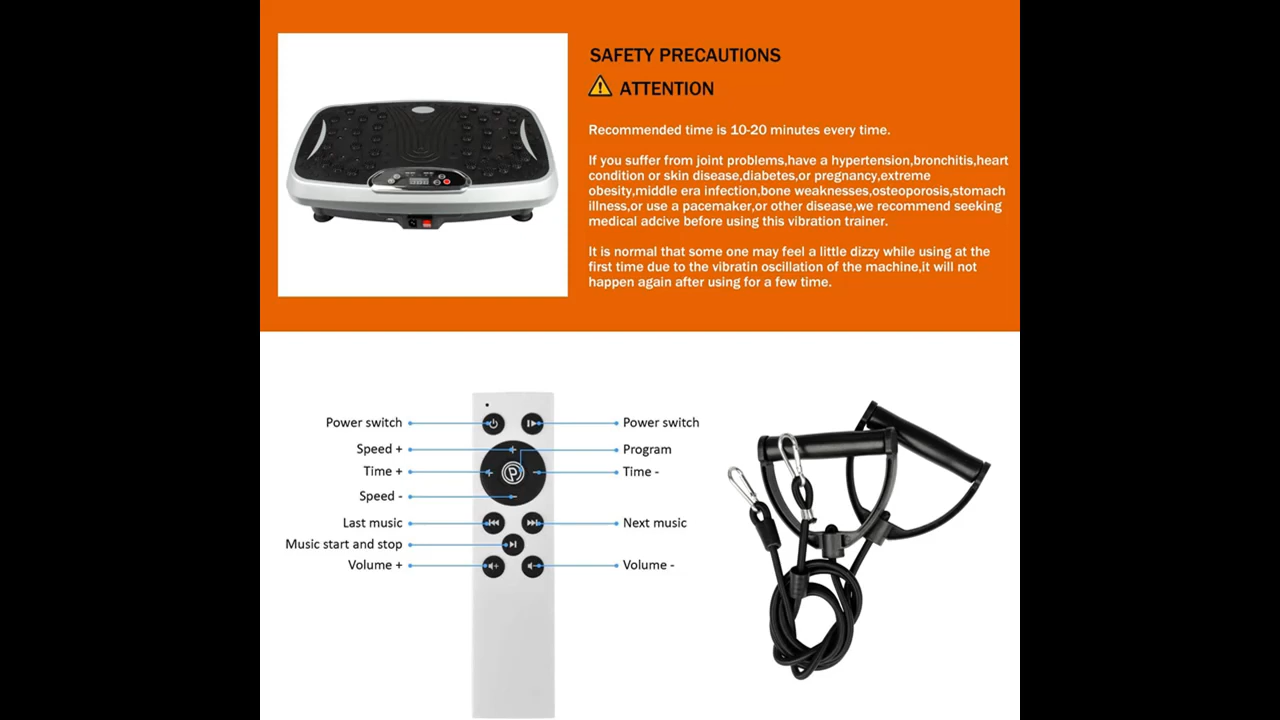 SAFETY PRECAUTIONS
ATTENTION
Recommended time is 10-20 minutes every time.
If you suffer from joint problems,have a hypertension,bronchitis,heart
condition or skin disease,diabetes,or pregnancy,extreme
obesity,middle era infection,bone weaknesses,osteoporosis,stomach
illness,or use a pacemaker,or other disease,we recommend seeking
medical adcive before using this vibration trainer.
It is normal that some one may feel a little dizzy while using at the
first time due to the vibratin oscillation of the machine,it will not
happen again after using for a few time.
Power switch
Power switch
Speed +
Program
Time +
Time -
Speed -
Last music
Next music
Music start and stop
Volume +
Volume -
P